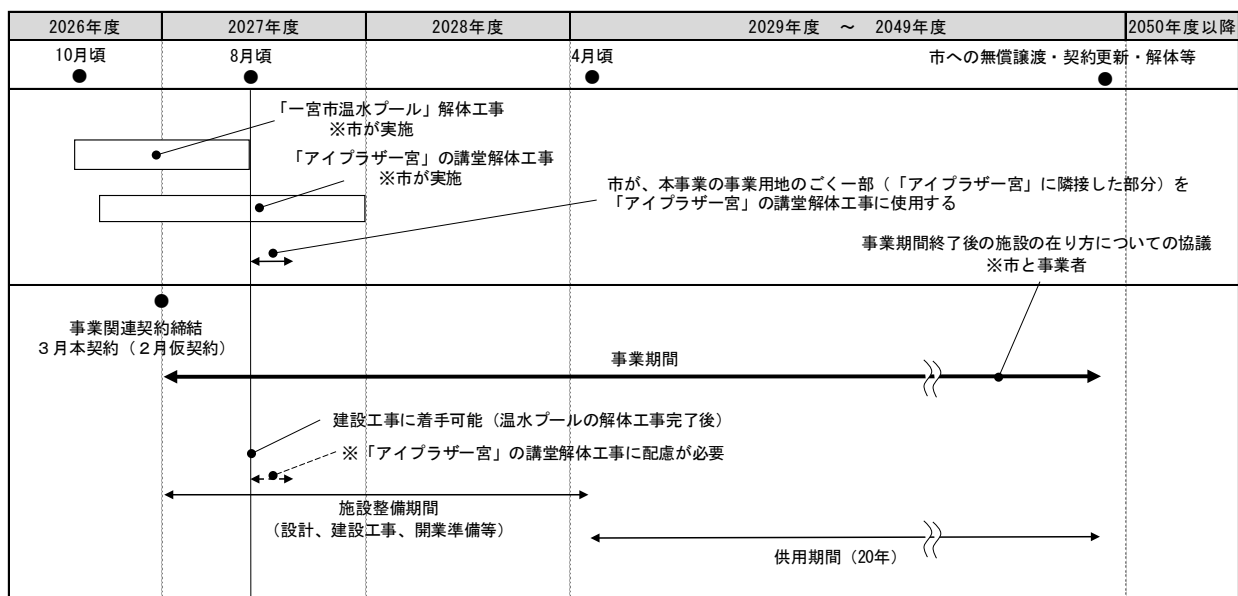 2026年度
2027年度
2028年度
2029年度 ～ 2049年度
2050年度以降
10月頃
8月頃
4月頃
市への無償譲渡・契約更新・解体等
「一宮市温水プール」解体工事
※市が実施
「アイプラザ一宮」の講堂解体工事
※市が実施
市が、本事業の事業用地のごく一部（「アイプラザ一宮」に隣接した部分）を
「アイプラザ一宮」の講堂解体工事に使用する
事業期間終了後の施設の在り方についての協議
※市と事業者
事業関連契約締結
３月本契約（２月仮契約）
事業期間
建設工事に着手可能（温水プールの解体工事完了後）
※「アイプラザ一宮」の講堂解体工事に配慮が必要
施設整備期間
（設計、建設工事、開業準備等）
供用期間（20年）